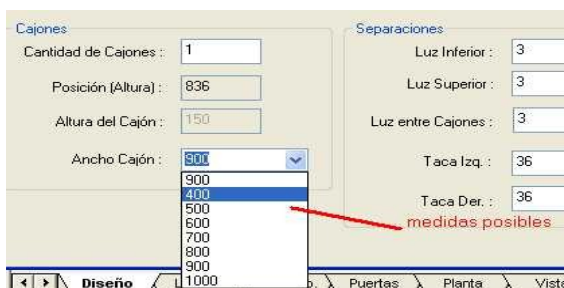 Cajones
Cantidad de Cajones : 1
Posición (Altura) : 836
Altura del Cajón : 150
Ancho Cajón : 900
900
400
500
600
700
800
900
1000
Separaciones
Luz Inferior : 3
Luz Superior : 3
Luz entre Cajones : 3
Taca Izq. : 36
Taca Der. : 36
medidas posibles
Diseño
Puertas
Planta